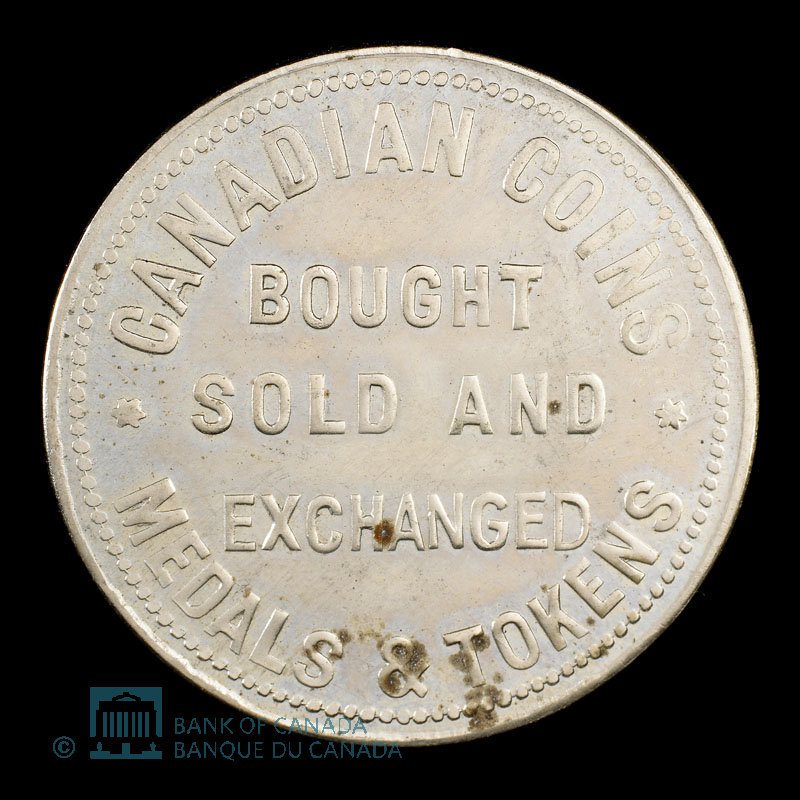 CANADIAN COINS
BOUGHT
SOLD AND
EXCHANGED
MEDALS & TOKENS
© BANK OF CANADA
BANQUE DU CANADA